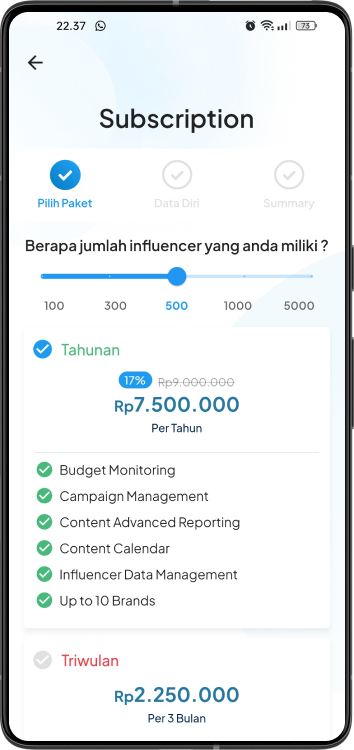 22.37
73
Subscription
Pilih Paket
Data Diri
Summary
Berapa jumlah influencer yang anda miliki ?
100 300 500 1000 5000
Tahunan
17% Rp9.000.000
Rp7.500.000
Per Tahun
Budget Monitoring
Campaign Management
Content Advanced Reporting
Content Calendar
Influencer Data Management
Up to 10 Brands
Triwulan
Rp2.250.000
Per 3 Bulan